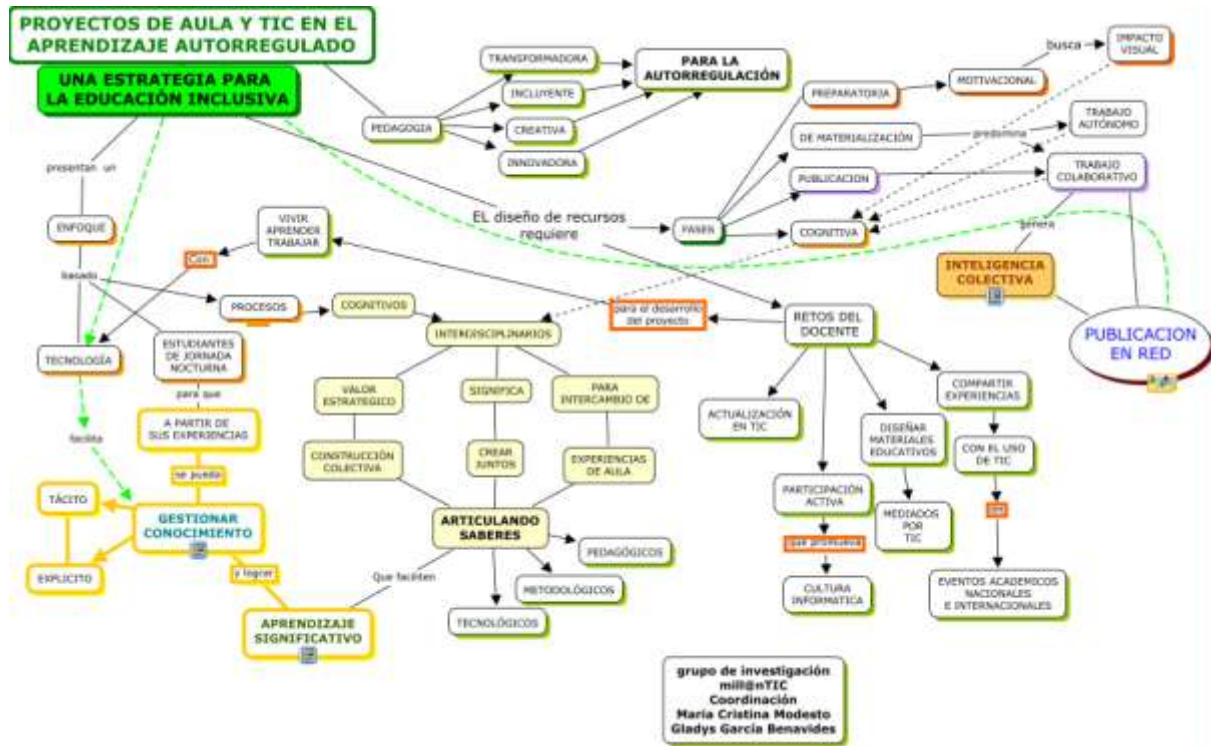 PROYECTOS DE AULA Y TIC EN EL
APRENDIZAJE AUTORREGULADO
UNA ESTRATEGIA PARA
LA EDUCACIÓN INCLUSIVA
PEDAGOGIA
TRANSFORMADORA
INCLUYENTE
CREATIVA
INNOVADORA
PARA LA
AUTORREGULACIÓN
PREPARATORIA
MOTIVACIONAL
busca
IMPACTO
VISUAL
DE MATERIALIZACIÓN
predomina
TRABAJO
AUTÓNOMO
PUBLICACION
TRABAJO
COLABORATIVO
FASES
COGNITIVA
genera
INTELIGENCIA
COLECTIVA
PUBLICACION
EN RED
presentan un
ENFOQUE
basado
VIVIR
APRENDER
TRABAJAR
Con
EL diseño de recursos
requiere
PROCESOS
COGNITIVOS
INTERDISCIPLINARIOS
para el desarrollo
del proyecto
RETOS DEL
DOCENTE
TECNOLOGÍA
ESTUDIANTES
DE JORNADA
NOCTURNA
para que
A PARTIR DE
SUS EXPERIENCIAS
facilita
se pueda
VALOR
ESTRATEGICO
SIGNIFICA
PARA
INTERCAMBIO DE
CONSTRUCCIÓN
COLECTIVA
CREAR
JUNTOS
EXPERIENCIAS
DE AULA
ACTUALIZACIÓN
EN TIC
DISEÑAR
MATERIALES
EDUCATIVOS
COMPARTIR
EXPERIENCIAS
CON EL USO
DE TIC
en
PARTICIPACIÓN
ACTIVA
que promueva
CULTURA
INFORMATICA
MEDIADOS
POR
TIC
EVENTOS ACADEMICOS
NACIONALES
E INTERNACIONALES
TÁCITO
EXPLICITO
GESTIONAR
CONOCIMIENTO
y lograr
APRENDIZAJE
SIGNIFICATIVO
Que faciliten
ARTICULANDO
SABERES
PEDAGÓGICOS
METODOLÓGICOS
TECNOLÓGICOS
grupo de investigación
mill@nTIC
Coordinación
María Cristina Modesto
Gladys García Benavides